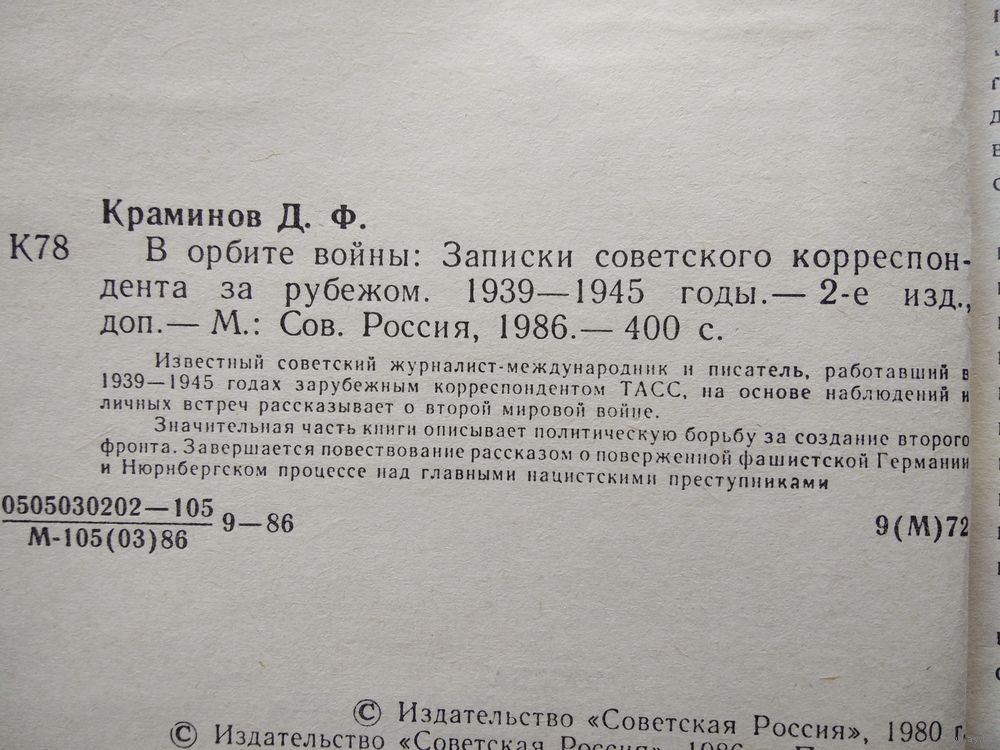 Краминов Д. Ф.
К78 В орбите войны: Записки советского корреспон-
дента за рубежом. 1939—1945 годы.— 2-е изд.,
доп.— М.: Сов. Россия, 1986.— 400 с.
Известный советский журналист-международник и писатель, работавший в
1939—1945 годах зарубежным корреспондентом ТАСС, на основе наблюдений и
личных встреч рассказывает о второй мировой войне.
Значительная часть книги описывает политическую борьбу за создание второго
фронта. Завершается повествование рассказом о поверженной фашистской Германии
и Нюрнбергском процессе над главными нацистскими преступниками
0505030202—105
М-105(03)86
9—86
9(М)72
© Издательство «Советская Россия», 1980 г.
© Издательство «Советская Россия», 1986